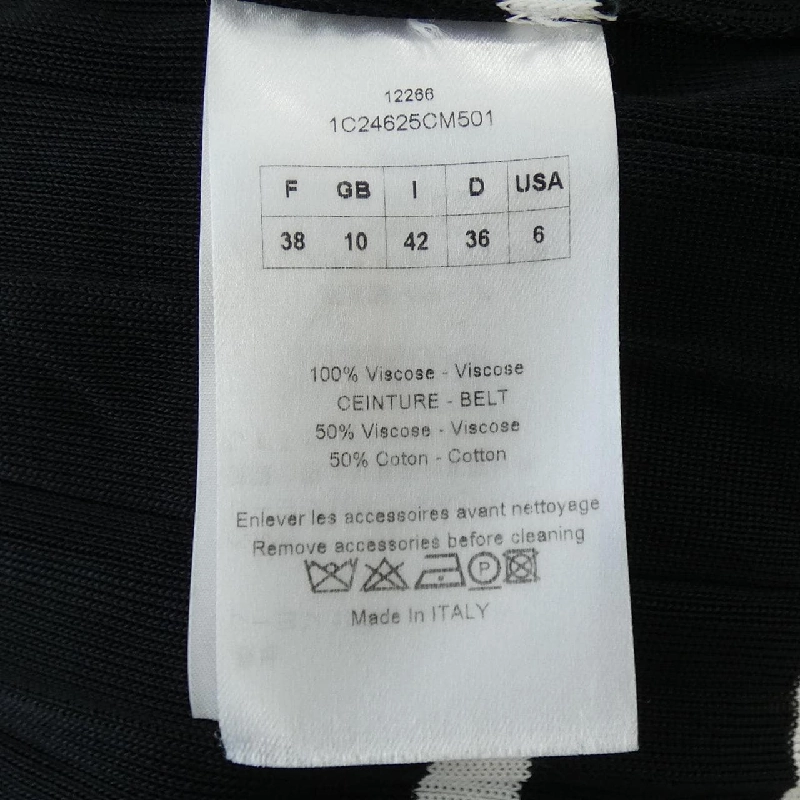 12266
1C24625CM501
F GB I D USA
38 10 42 36 6
100% Viscose - Viscose
CEINTURE - BELT
50% Viscose - Viscose
50% Coton - Cotton
Enlever les accessoires avant nettoyage
Remove accessories before cleaning
P
Made In ITALY